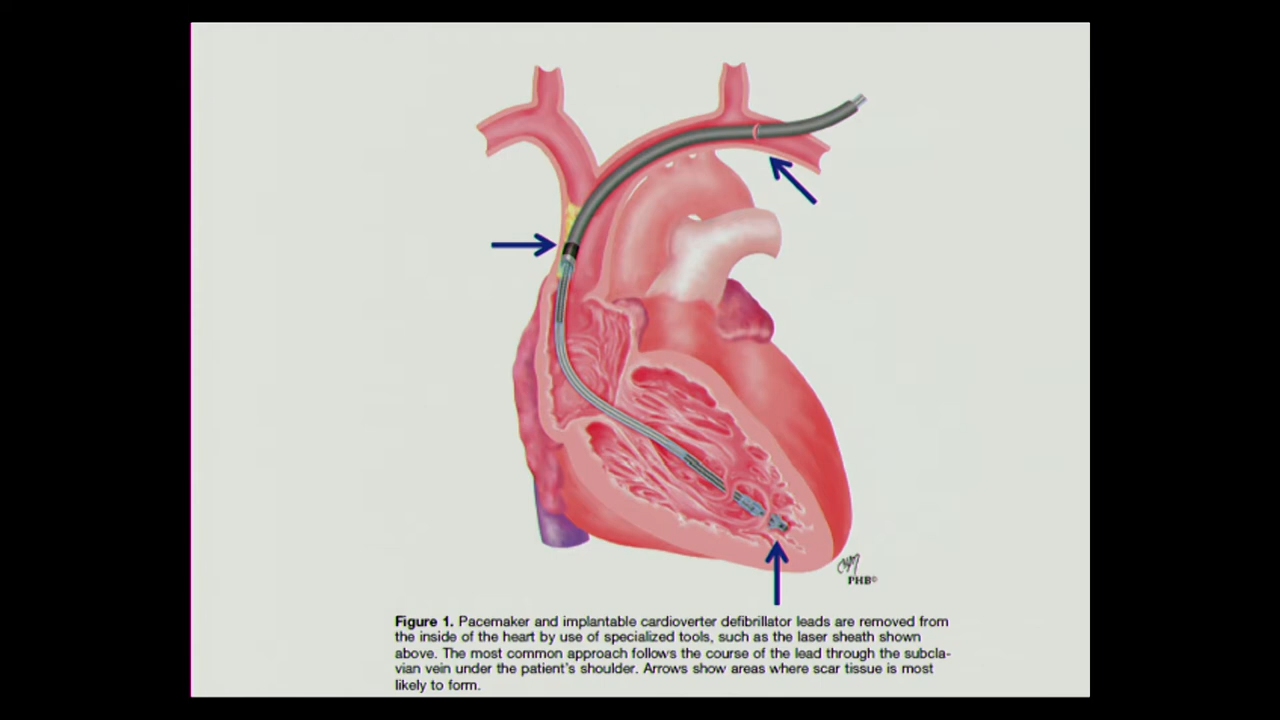 PHB©
Figure 1. Pacemaker and implantable cardioverter defibrillator leads are removed from
the inside of the heart by use of specialized tools, such as the laser sheath shown
above. The most common approach follows the course of the lead through the subcla-
vian vein under the patient's shoulder. Arrows show areas where scar tissue is most
likely to form.